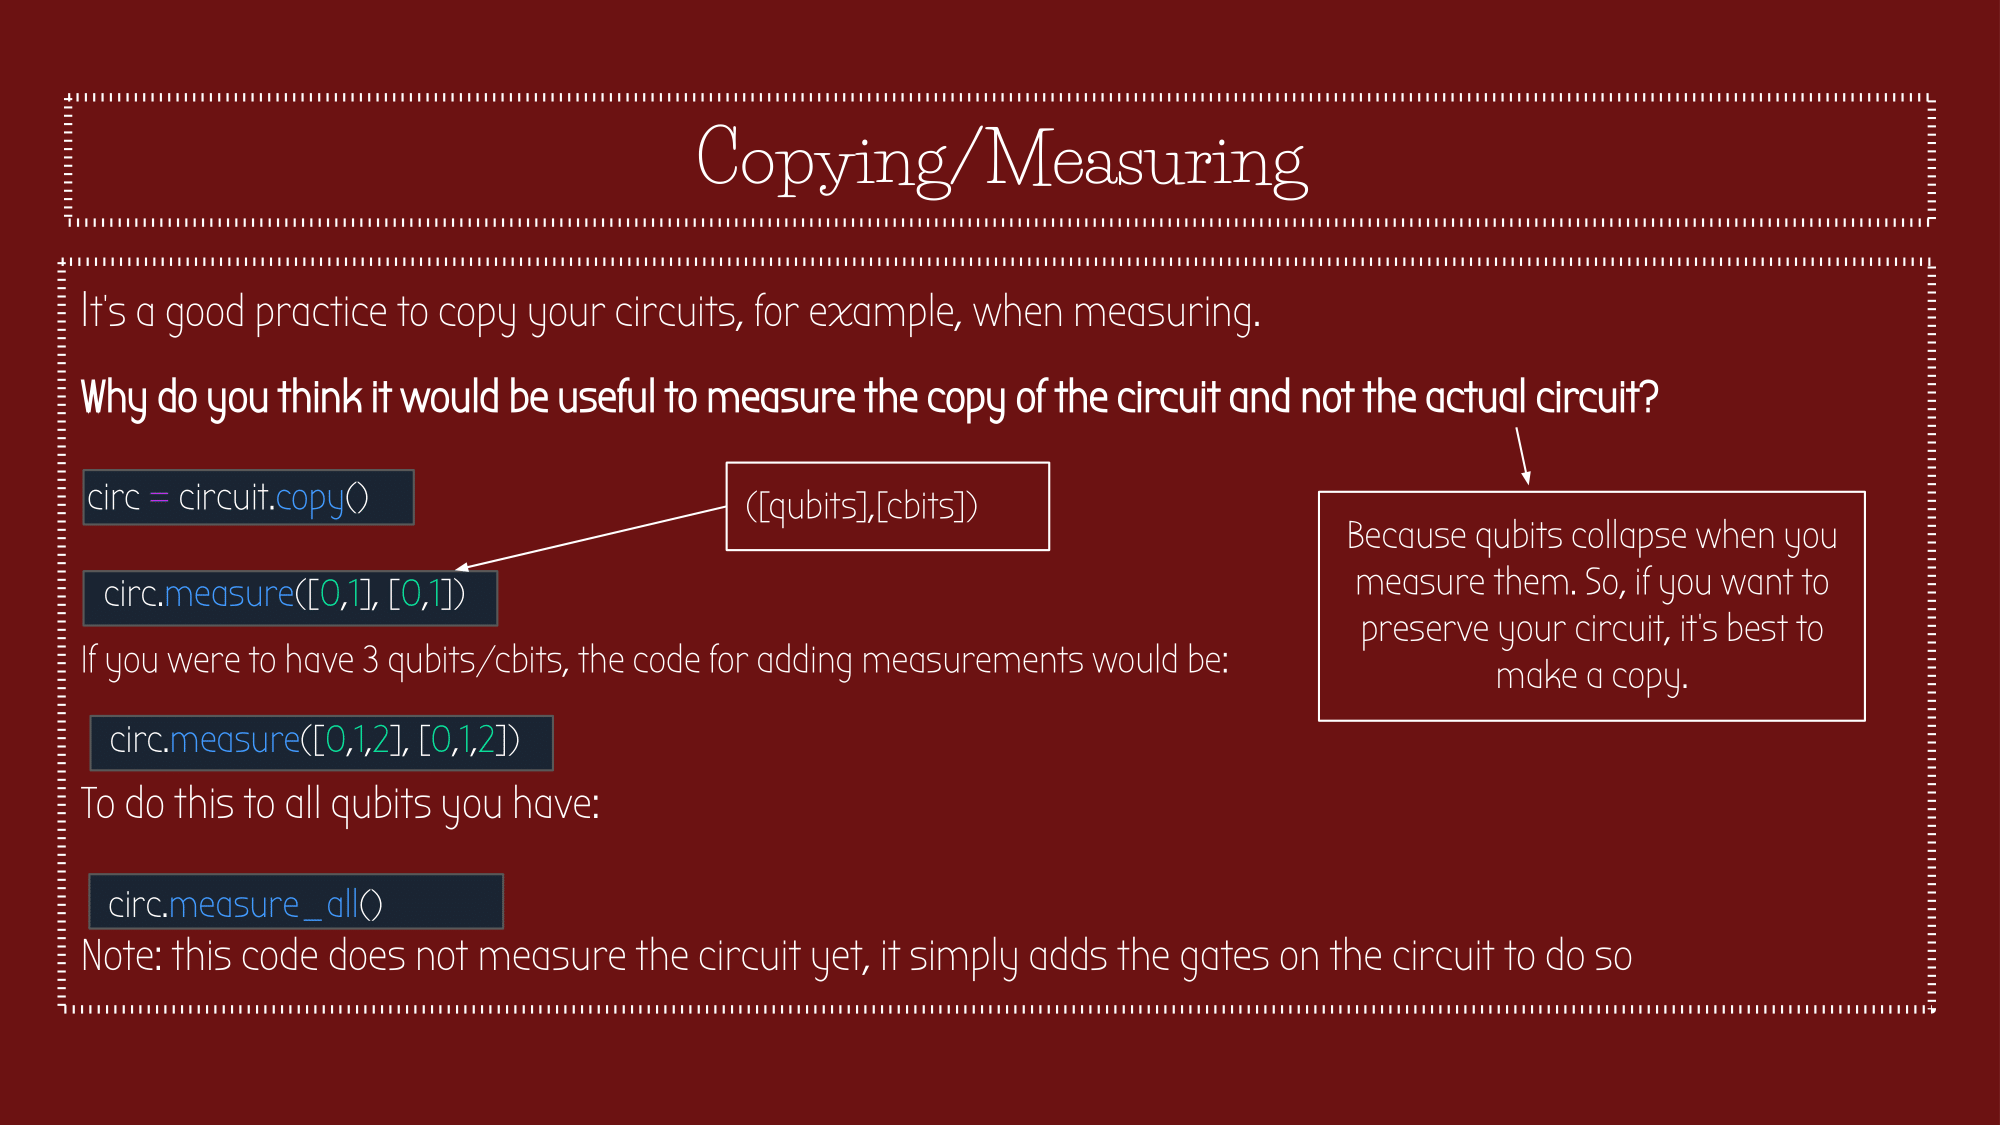 Copying/Measuring
It's a good practice to copy your circuits, for example, when measuring.
Why do you think it would be useful to measure the copy of the circuit and not the actual circuit?
circ = circuit.copy()
([qubits],[cbits])
Because qubits collapse when you
measure them. So, if you want to
preserve your circuit, it's best to
make a copy.
circ.measure([0,1], [0,1])
If you were to have 3 qubits/cbits, the code for adding measurements would be:
circ.measure([0,1,2], [0,1,2])
To do this to all qubits you have:
circ.measure_all()
Note: this code does not measure the circuit yet, it simply adds the gates on the circuit to do so